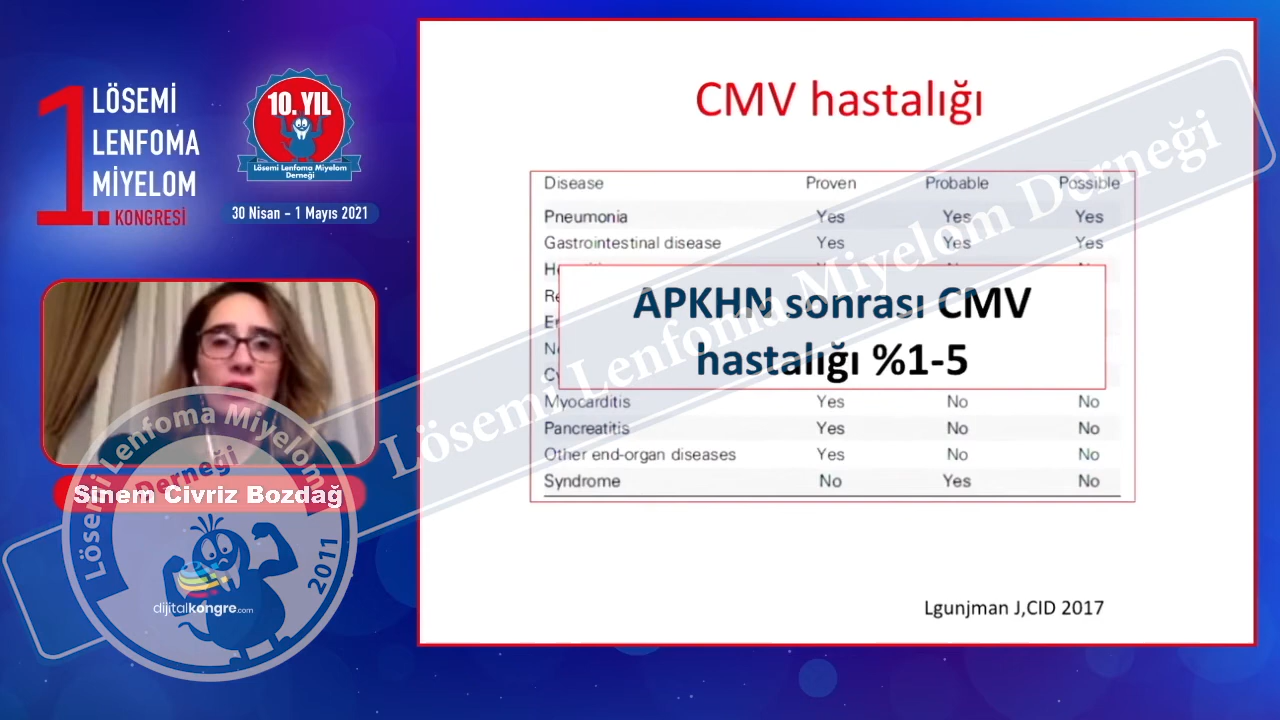 1.
LÖSEMİ
LENFOMA
MİYELOM
KONGRESİ
10. YIL
Lösemi Lenfoma Miyelom
Derneği
30 Nisan – 1 Mayıs 2021
Sinem Civriz Bozdağ
Lösemi Lenfoma Miyelom
Derneği
2011
dijitalkongre.com
Lösemi Lenfoma Miyelom Derneği
CMV hastalığı
Disease Proven Probable Possible
Pneumonia Yes Yes Yes
Gastrointestinal disease Yes Yes Yes
APKHN sonrası CMV
hastalığı %1-5
Myocarditis Yes No No
Pancreatitis Yes No No
Other end-organ diseases Yes No No
Syndrome No Yes No
Lgunjman J,CID 2017